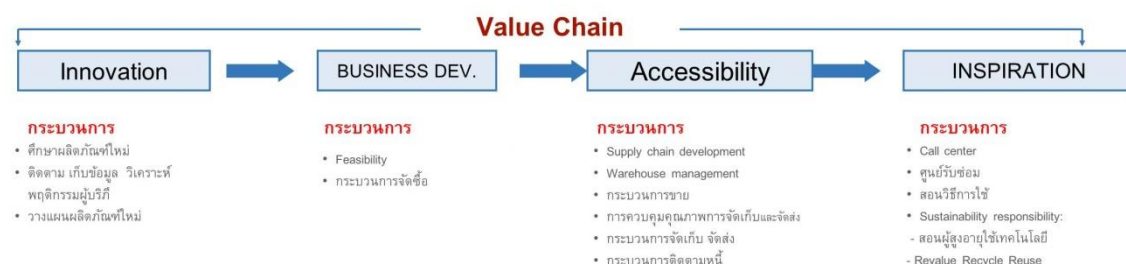 Value Chain
Innovation
BUSINESS DEV.
Accessibility
INSPIRATION
กระบวนการ
• ศึกษาผลิตภัณฑ์ใหม่
• ติดตาม เก็บข้อมูล วิเคราะห์
พฤติกรรมผู้บริภี
• วางแผนผลิตภัณฑ์ใหม่
กระบวนการ
• Feasibility
• กระบวนการจัดซื้อ
กระบวนการ
• Supply chain development
• Warehouse management
• กระบวนการขาย
• การควบคุมคุณภาพการจัดเก็บและจัดส่ง
• กระบวนการจัดเก็บ จัดส่ง
• กระบวนการติดตามหนี้
กระบวนการ
• Call center
• ศูนย์รับซ่อม
• สอนวิธีการใช้
• Sustainability responsibility:
- สอนผู้สูงอายุใช้เทคโนโลยี
- Revalue Recycle Reuse